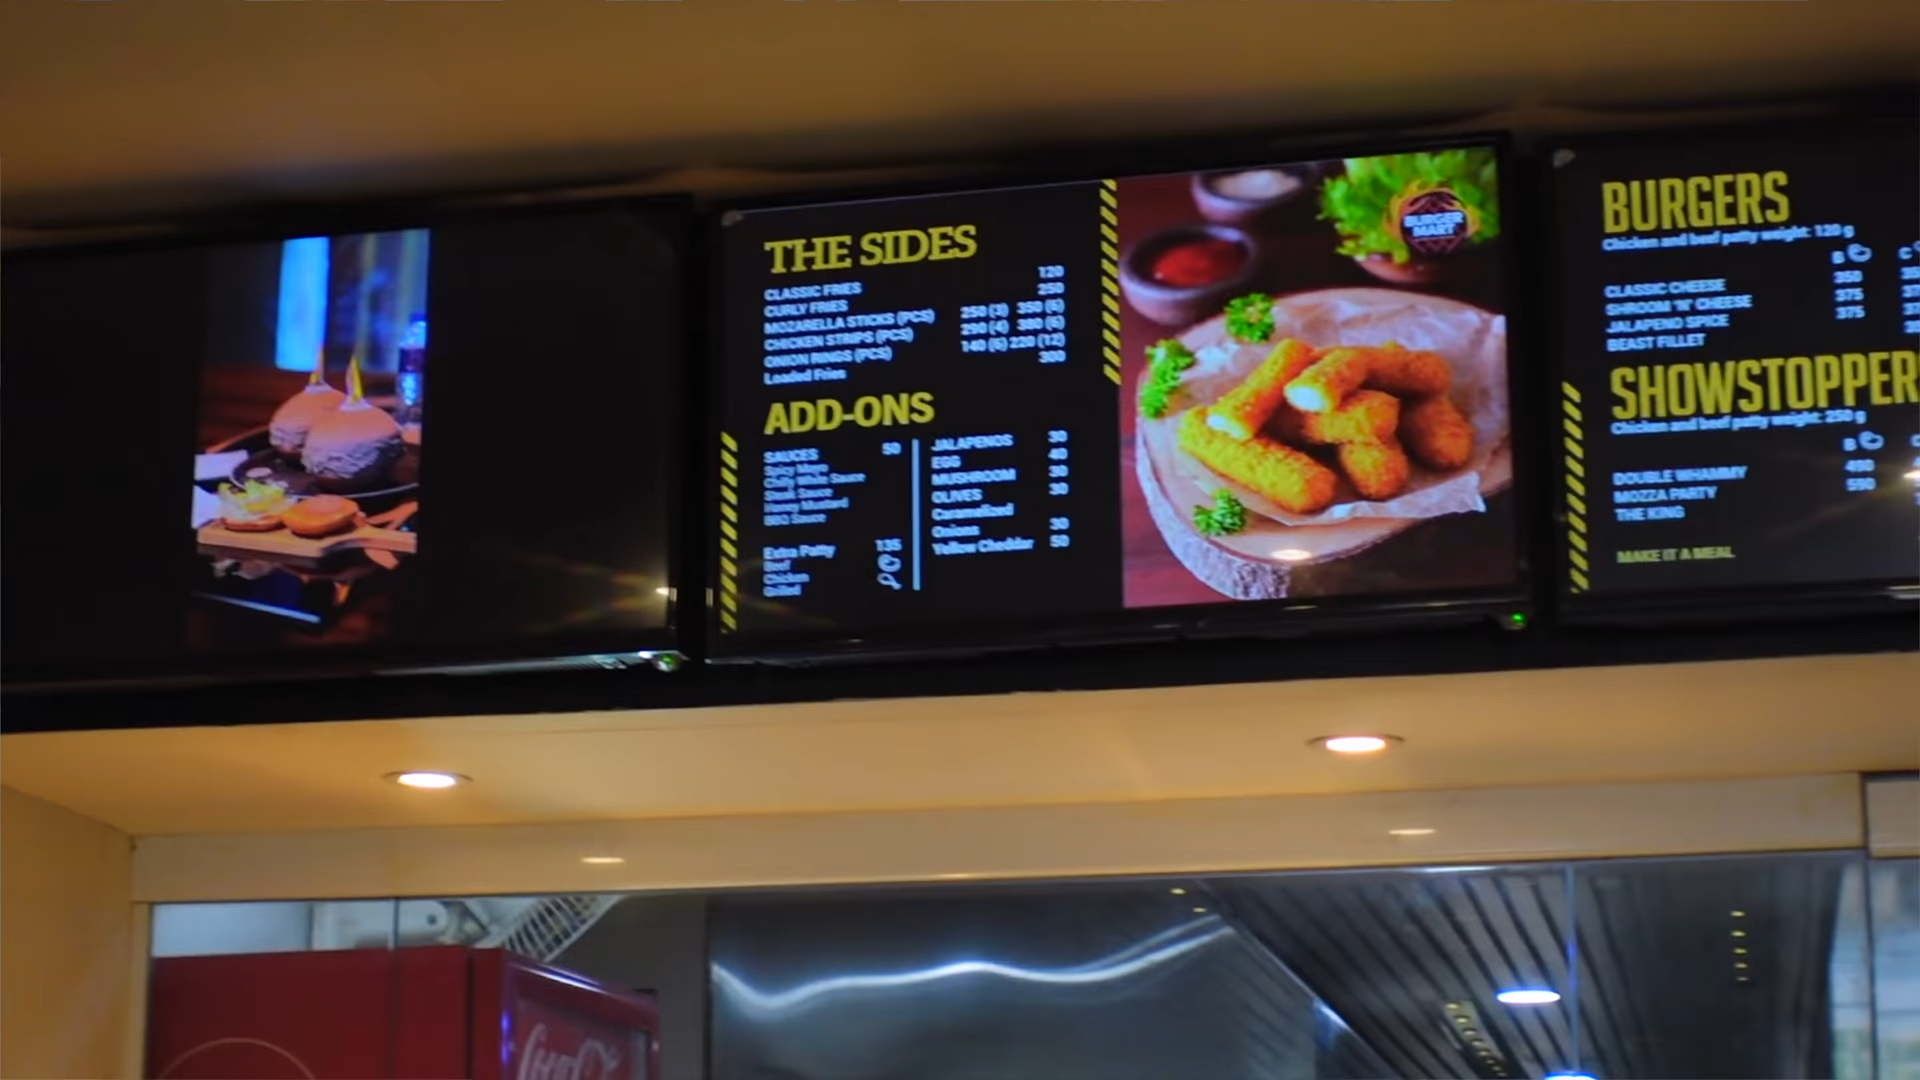 THE SIDES
CLASSIC FRIES 120
CURLY FRIES 250
MOZARELLA STICKS (PCS) 250 (3) 350 (6)
CHICKEN STRIPS (PCS) 290 (4) 380 (6)
ONION RINGS (PCS) 140 (6) 220 (12)
Loaded Fries 300
ADD-ONS
SAUCES 50
Spicy Mayo
Chilly White Sauce
Steak Sauce
Honey Mustard
BBQ Sauce
Extra Patty 135
Beef
Chicken
Grilled
JALAPENOS 30
EGG 40
MUSHROOM 30
OLIVES 30
Caramelized
Onions 30
Yellow Cheddar 50
BURGER
MART
BURGERS
Chicken and beef patty weight: 120 g
B C
CLASSIC CHEESE 350
SHROOM 'N' CHEESE 375
JALAPENO SPICE 375
BEAST FILLET
SHOWSTOPPERS
Chicken and beef patty weight: 250 g
B
DOUBLE WHAMMY 490
MOZZA PARTY 590
THE KING
MAKE IT A MEAL
Coca